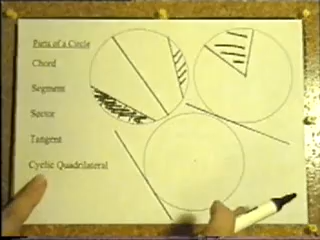 Parts of a Circle
Chord
Segment
Sector
Tangent
Cyclic Quadrilateral